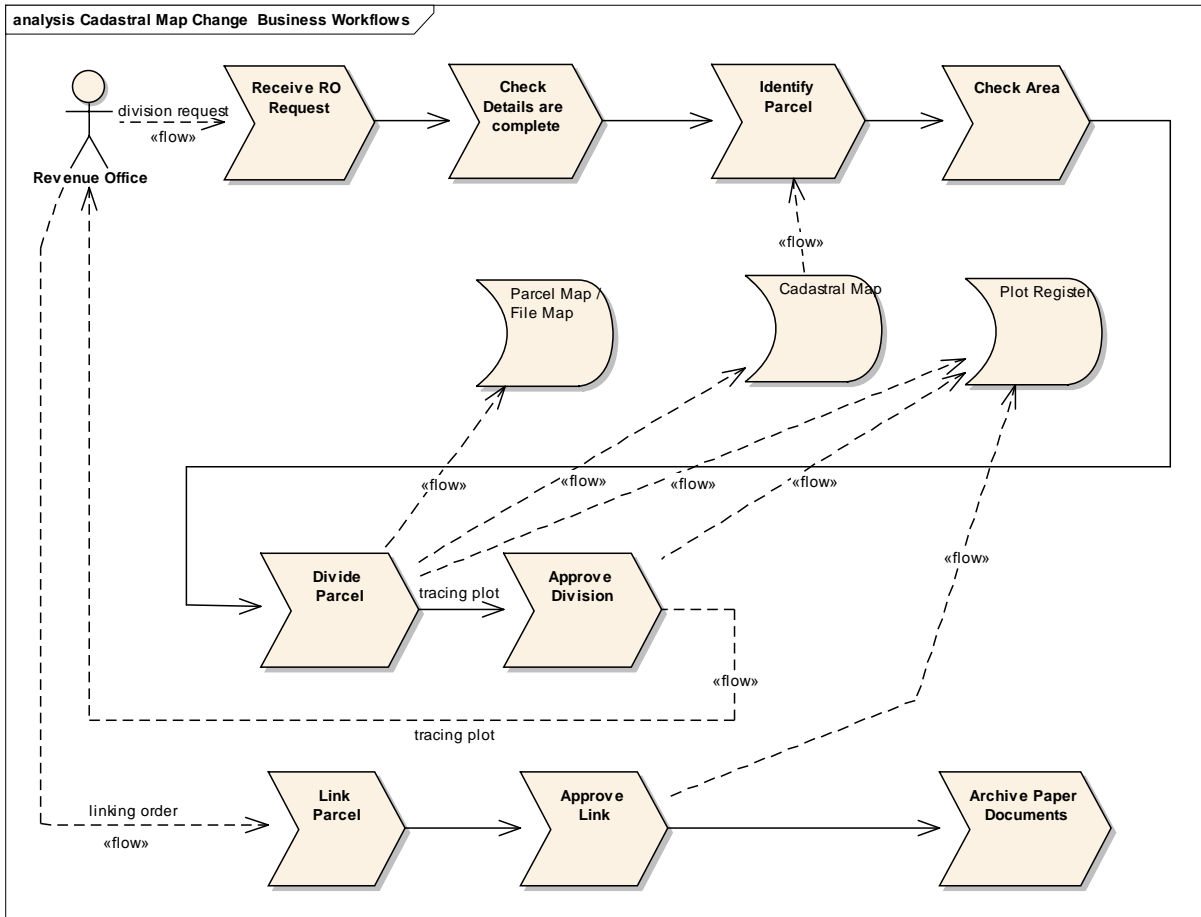 analysis Cadastral Map Change Business Workflows
Receive RO
Request
Check
Details are
complete
Identify
Parcel
Check Area
division request
«flow»
Revenue Office
«flow»
Parcel Map /
File Map
Cadastral Map
Plot Register
«flow»
«flow»
«flow»
«flow»
«flow»
Divide
Parcel
tracing plot
Approve
Division
«flow»
tracing plot
linking order
«flow»
Link
Parcel
Approve
Link
Archive Paper
Documents